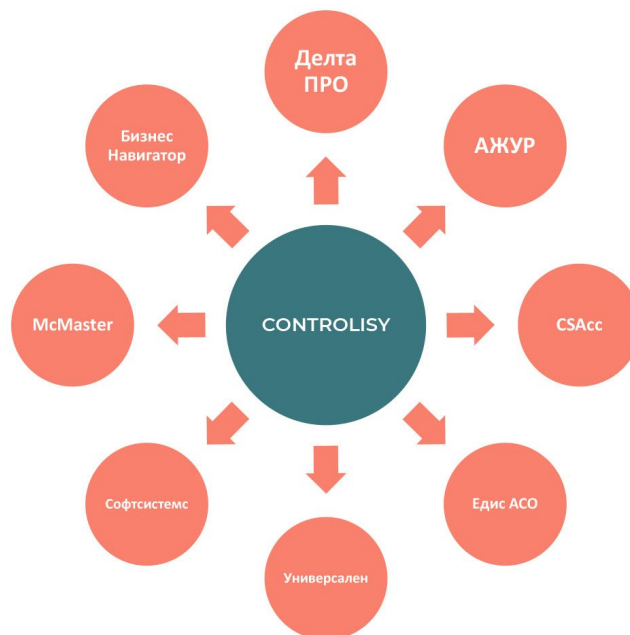 Делта
ПРО
Бизнес
Навигатор
АЖУР
McMaster
CONTROLISY
CSAcc
Софтсистемс
Едис АСО
Универсален